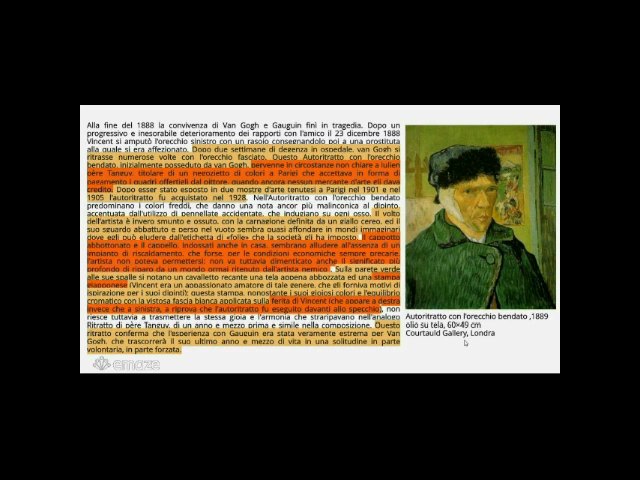 Alla fine del 1888 la convivenza di Van Gogh e Gauguin finì in tragedia. Dopo un
progressivo e inesorabile deterioramento dei rapporti con l'amico il 23 dicembre 1888
Vincent si amputò l'orecchio sinistro con un rasoio consegnandolo poi a una prostituta
alla quale si era affezionato. Dopo due settimane di degenza in ospedale, van Gogh si
ritrasse numerose volte con l'orecchio fasciato. Questo Autoritratto con l'orecchio
bendato, inizialmente posseduto da van Gogh, pervenne in circostanze non chiare a Julien
père Tanguy, titolare di un negozietto di colori a Parigi che accettava in forma di
pagamento i quadri offertigli dal pittore, quando ancora nessun mercante d'arte gli dava
credito. Dopo esser stato esposto in due mostre d'arte tenutesi a Parigi nel 1901 e nel
1905 l'autoritratto fu acquistato nel 1928. Nell'Autoritratto con l'orecchio bendato
predominano i colori freddi, che danno una nota ancor più malinconica al dipinto,
accentuata dall'utilizzo di pennellate accidentate, che indugiano su ogni osso. Il volto
dell'artista è invero smunto e ossuto, con la carnagione definita da un giallo cereo, ed il
suo sguardo abbattuto e perso nel vuoto sembra quasi affondare in mondi immaginari
dove egli può eludere dall'etichetta di «folle» che la società gli ha imposto. Il cappotto
abbottonato e il cappello, indossati anche in casa, sembrano alludere all'assenza di un
impianto di riscaldamento, che forse, per le condizioni economiche sempre precarie,
l'artista non poteva permettersi: non va tuttavia dimenticato anche il significato più
profondo di riparo da un mondo ormai ritenuto dall'artista nemico. Sulla parete verde
alle sue spalle si notano un cavalletto recante una tela appena abbozzata ed una stampa
giapponese (Vincent era un appassionato amatore di tale genere, che gli forniva motivi di
ispirazione per i suoi dipinti): questa stampa, nonostante i suoi gioiosi colori e l'equilibrio
cromatico con la vistosa fascia bianca applicata sulla ferita di Vincent (che appare a destra
invece che a sinistra, a riprova che l'autoritratto fu eseguito davanti allo specchio), non
riesce tuttavia a trasmettere la stessa gioia e l'armonia che straripavano nell'analogo
Ritratto di père Tanguy, di un anno e mezzo prima e simile nella composizione. Questo
ritratto conferma che l'esperienza con Gauguin era stata veramente estrema per Van
Gogh, che trascorrerà il suo ultimo anno e mezzo di vita in una solitudine in parte
volontaria, in parte forzata.
Autoritratto con l'orecchio bendato ,1889
olio su tela, 60×49 cm
Courtauld Gallery, Londra
emaze